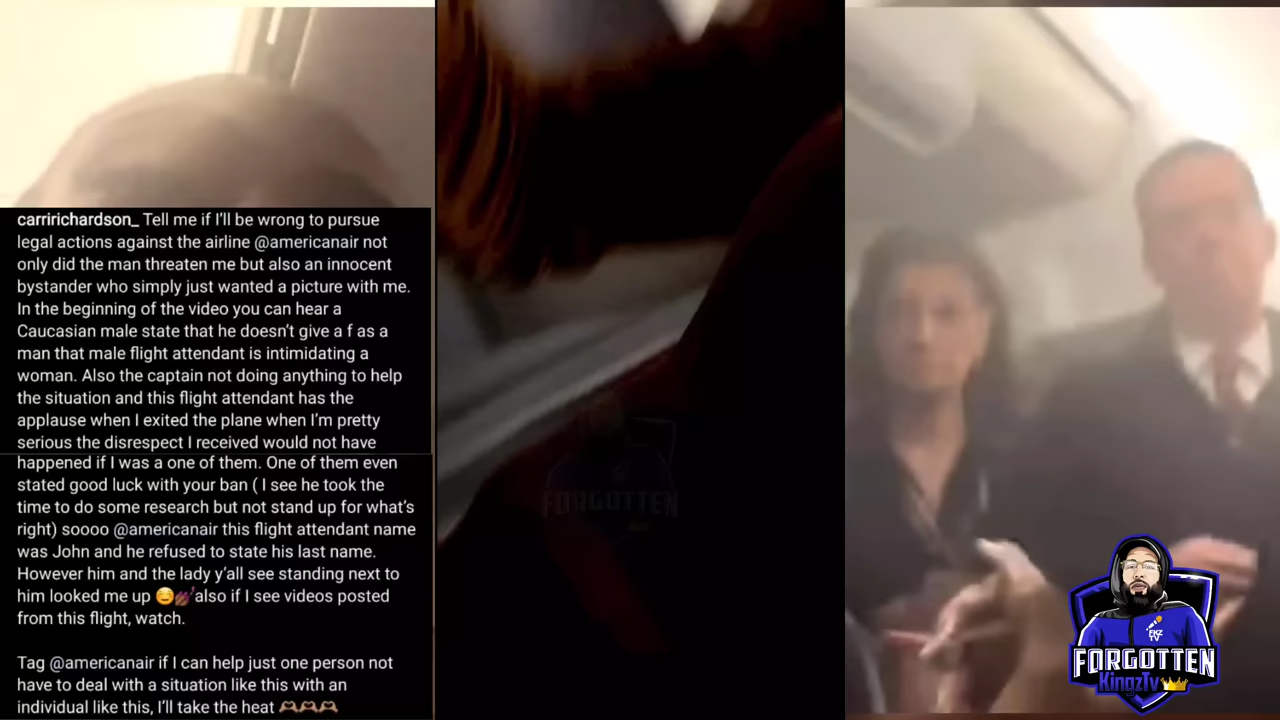 carririchardson_ Tell me if I'll be wrong to pursue
legal actions against the airline @americanair not
only did the man threaten me but also an innocent
bystander who simply just wanted a picture with me.
In the beginning of the video you can hear a
Caucasian male state that he doesn't give a f as a
man that male flight attendant is intimidating a
woman. Also the captain not doing anything to help
the situation and this flight attendant has the
applause when I exited the plane when I'm pretty
serious the disrespect I received would not have
happened if I was a one of them. One of them even
stated good luck with your ban ( I see he took the
time to do some research but not stand up for what's
right) soooo @americanair this flight attendant name
was John and he refused to state his last name.
However him and the lady y'all see standing next to
him looked me up 😊💅🏾also if I see videos posted
from this flight, watch.
Tag @americanair if I can help just one person not
have to deal with a situation like this with an
individual like this, I'll take the heat 🫶🏽🫶🏽🫶🏽
FORGOTTEN
FKZ
TV
FORGOTTEN
KingzTv